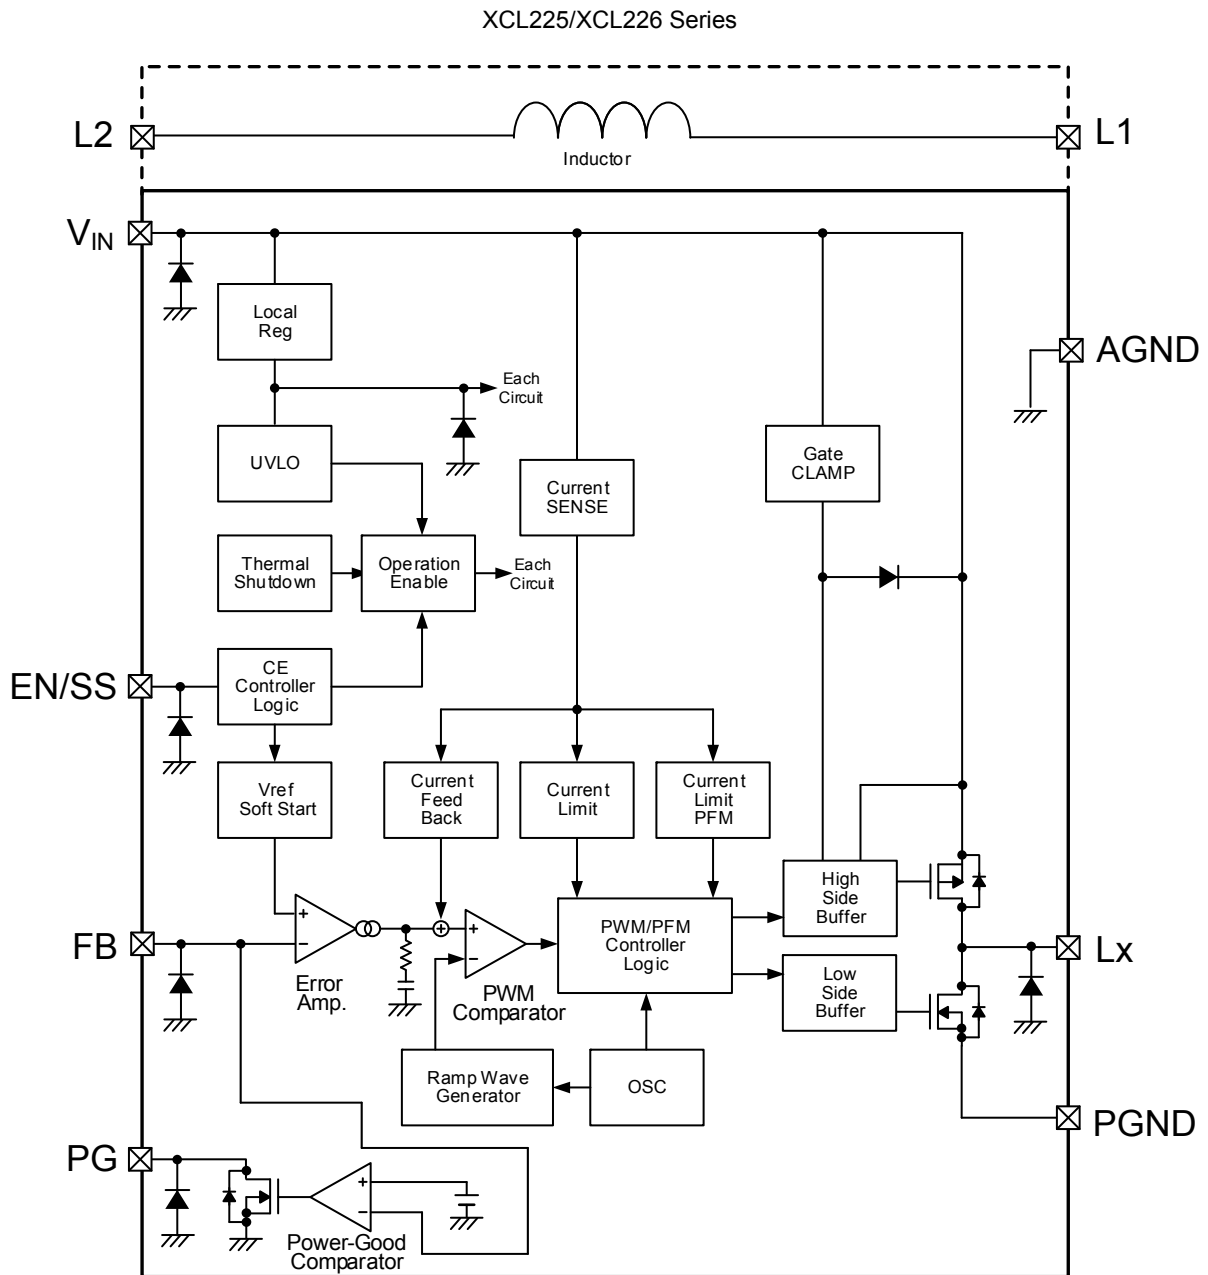 XCL225/XCL226 Series
L2
L1
Inductor
VIN
Local
Reg
AGND
Each
Circuit
UVLO
Gate
CLAMP
Current
SENSE
Thermal
Shutdown
Operation
Enable
Each
Circuit
EN/SS
CE
Controller
Logic
Vref
Soft Start
Current
Feed
Back
Current
Limit
Current
Limit
PFM
High
Side
Buffer
+
−
+
+
−
PWM/PFM
Controller
Logic
FB
Lx
Error
Amp.
PWM
Comparator
Low
Side
Buffer
Ramp Wave
Generator
OSC
PGND
PG
+
−
Power-Good
Comparator